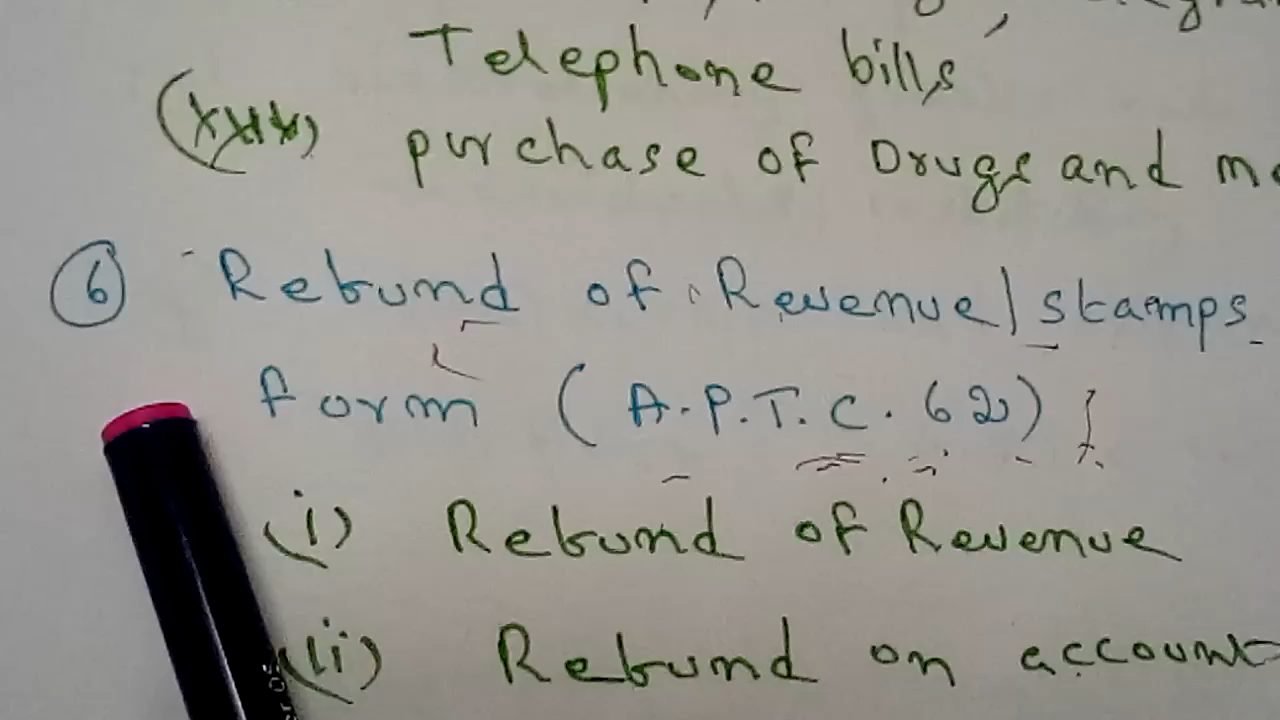 Telephone bills
(xxx) purchase of Drugs and
6 Refund of Revenue/stamps
form (A.P.T.C. 62)
(i) Refund of Revenue
(ii) Refund on account